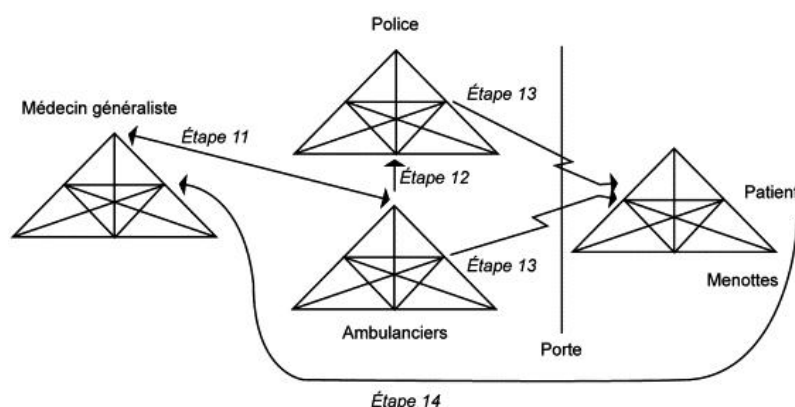 Police
Étape 13
Médecin généraliste
Étape 11
Étape 12
Patient
Étape 13
Menottes
Ambulanciers
Porte
Étape 14